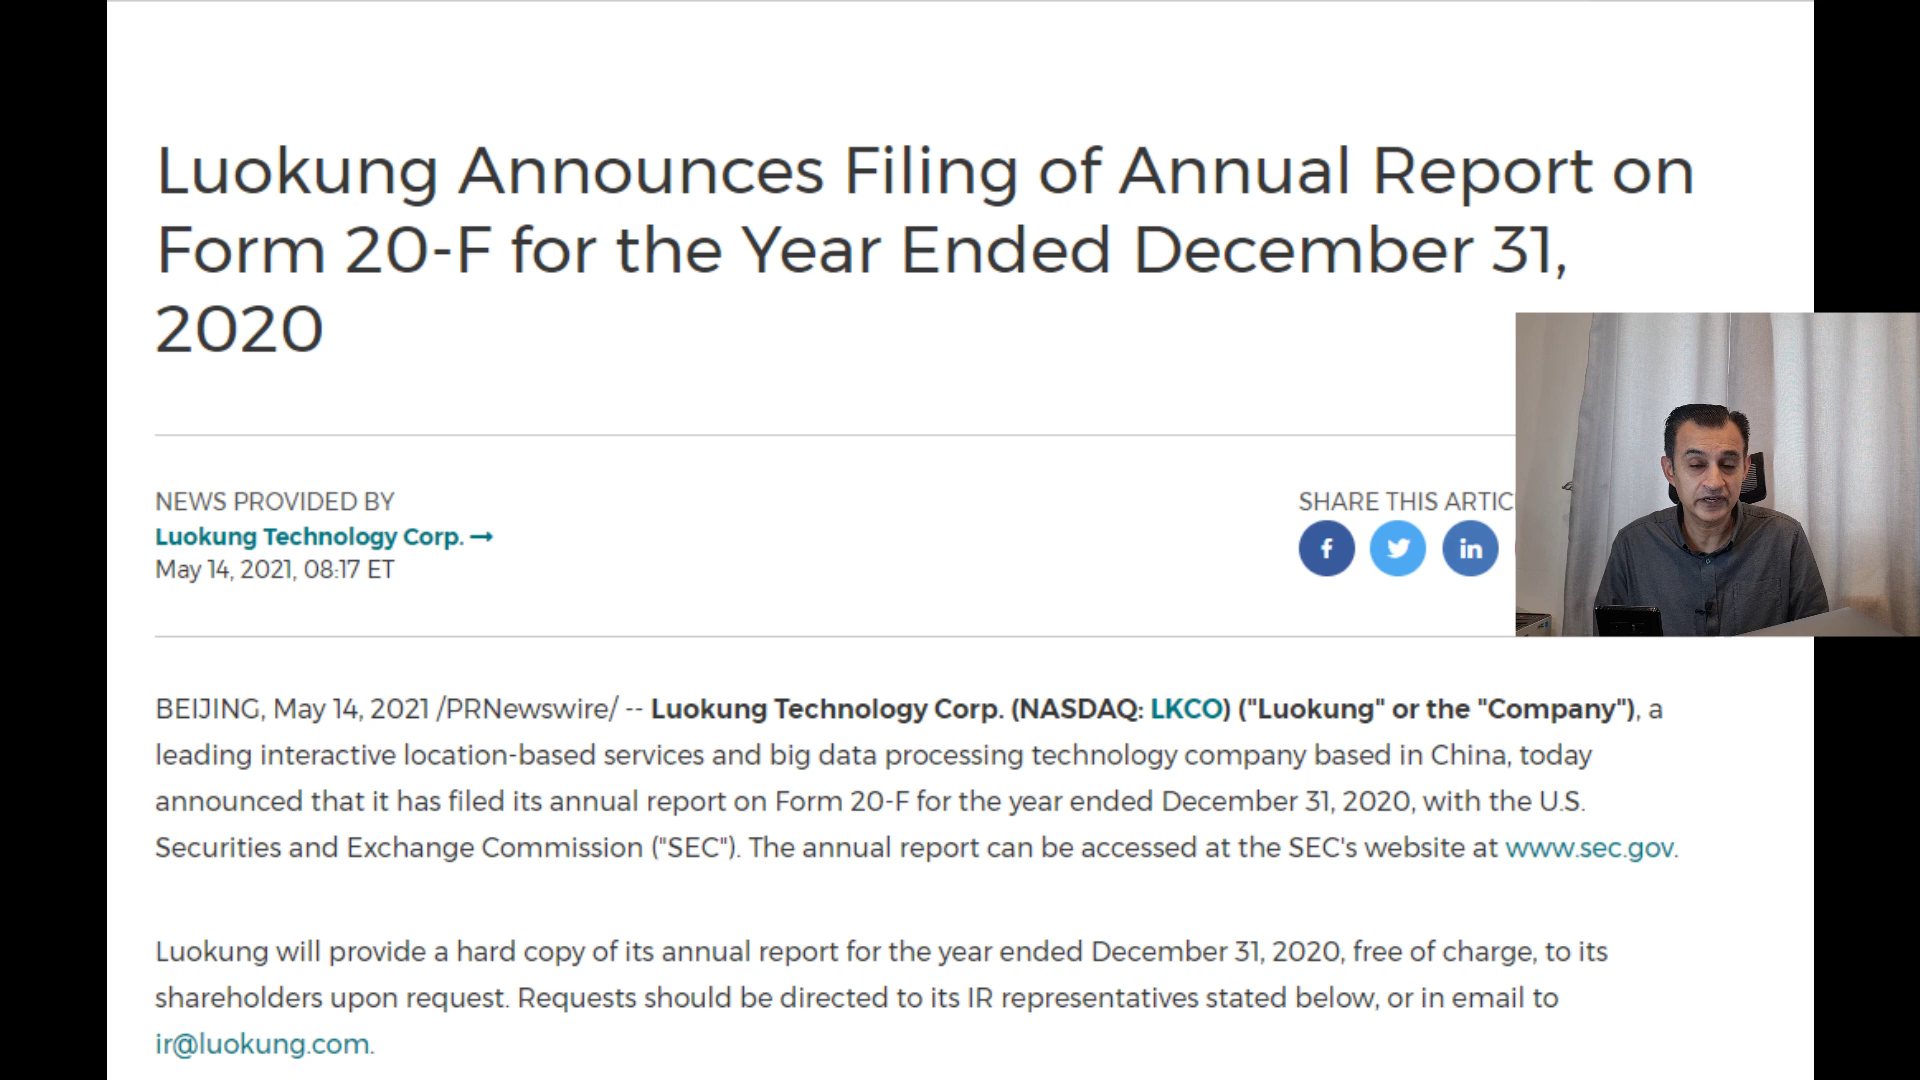 Luokung Announces Filing of Annual Report on
Form 20-F for the Year Ended December 31,
2020
NEWS PROVIDED BY
Luokung Technology Corp. →
May 14, 2021, 08:17 ET
SHARE THIS ARTIC
BEIJING, May 14, 2021 /PRNewswire/ -- Luokung Technology Corp. (NASDAQ: LKCO) ("Luokung" or the "Company"), a
leading interactive location-based services and big data processing technology company based in China, today
announced that it has filed its annual report on Form 20-F for the year ended December 31, 2020, with the U.S.
Securities and Exchange Commission ("SEC"). The annual report can be accessed at the SEC's website at www.sec.gov.
Luokung will provide a hard copy of its annual report for the year ended December 31, 2020, free of charge, to its
shareholders upon request. Requests should be directed to its IR representatives stated below, or in email to
ir@luokung.com.